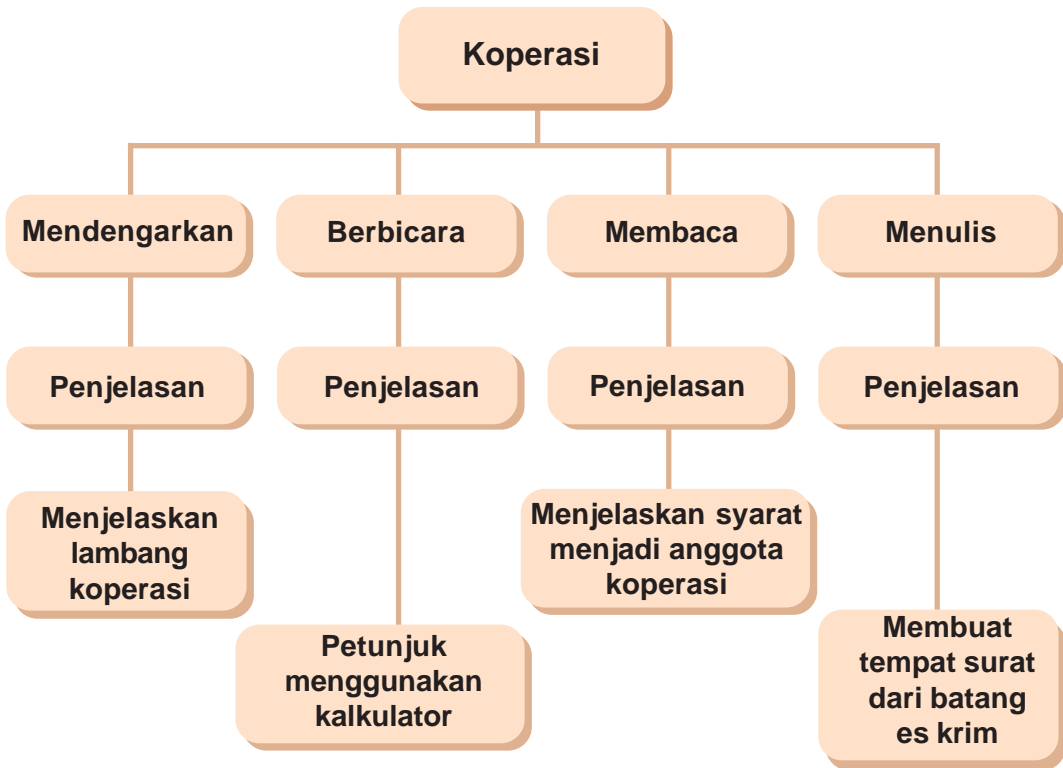 Koperasi
Mendengarkan
Berbicara
Membaca
Menulis
Penjelasan
Penjelasan
Penjelasan
Penjelasan
Menjelaskan
lambang
koperasi
Petunjuk
menggunakan
kalkulator
Menjelaskan syarat
menjadi anggota
koperasi
Membuat
tempat surat
dari batang
es krim